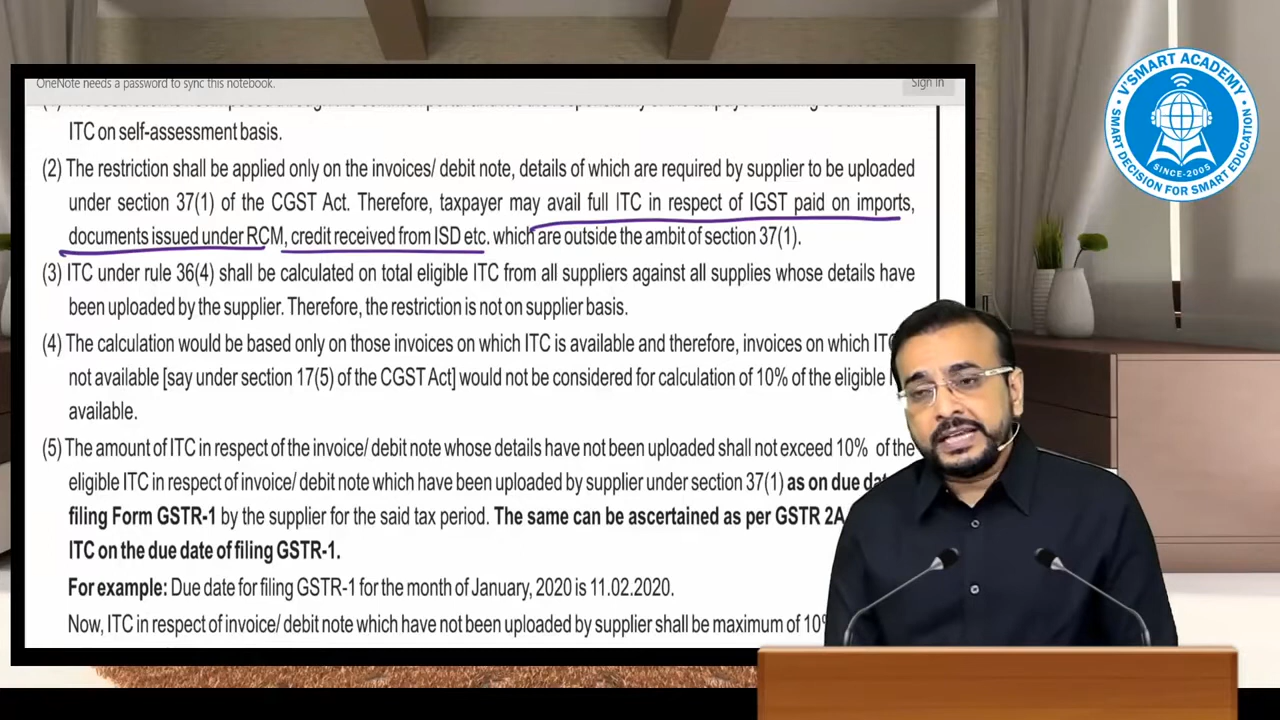 OneNote needs a password to sync this notebook.
Sign In
ITC on self-assessment basis.
(2) The restriction shall be applied only on the invoices/ debit note, details of which are required by supplier to be uploaded
under section 37(1) of the CGST Act. Therefore, taxpayer may avail full ITC in respect of IGST paid on imports,
documents issued under RCM, credit received from ISD etc. which are outside the ambit of section 37(1).
(3) ITC under rule 36(4) shall be calculated on total eligible ITC from all suppliers against all supplies whose details have
been uploaded by the supplier. Therefore, the restriction is not on supplier basis.
(4) The calculation would be based only on those invoices on which ITC is available and therefore, invoices on which ITC
not available [say under section 17(5) of the CGST Act] would not be considered for calculation of 10% of the eligible
available.
(5) The amount of ITC in respect of the invoice/ debit note whose details have not been uploaded shall not exceed 10% of the
eligible ITC in respect of invoice/ debit note which have been uploaded by supplier under section 37(1) as on due
filing Form GSTR-1 by the supplier for the said tax period. The same can be ascertained as per GSTR 2A
ITC on the due date of filing GSTR-1.
For example: Due date for filing GSTR-1 for the month of January, 2020 is 11.02.2020.
Now, ITC in respect of invoice/ debit note which have not been uploaded by supplier shall be maximum of
V'SMART ACADEMY
SINCE-2005
SMART DECISION FOR SMART EDUCATION